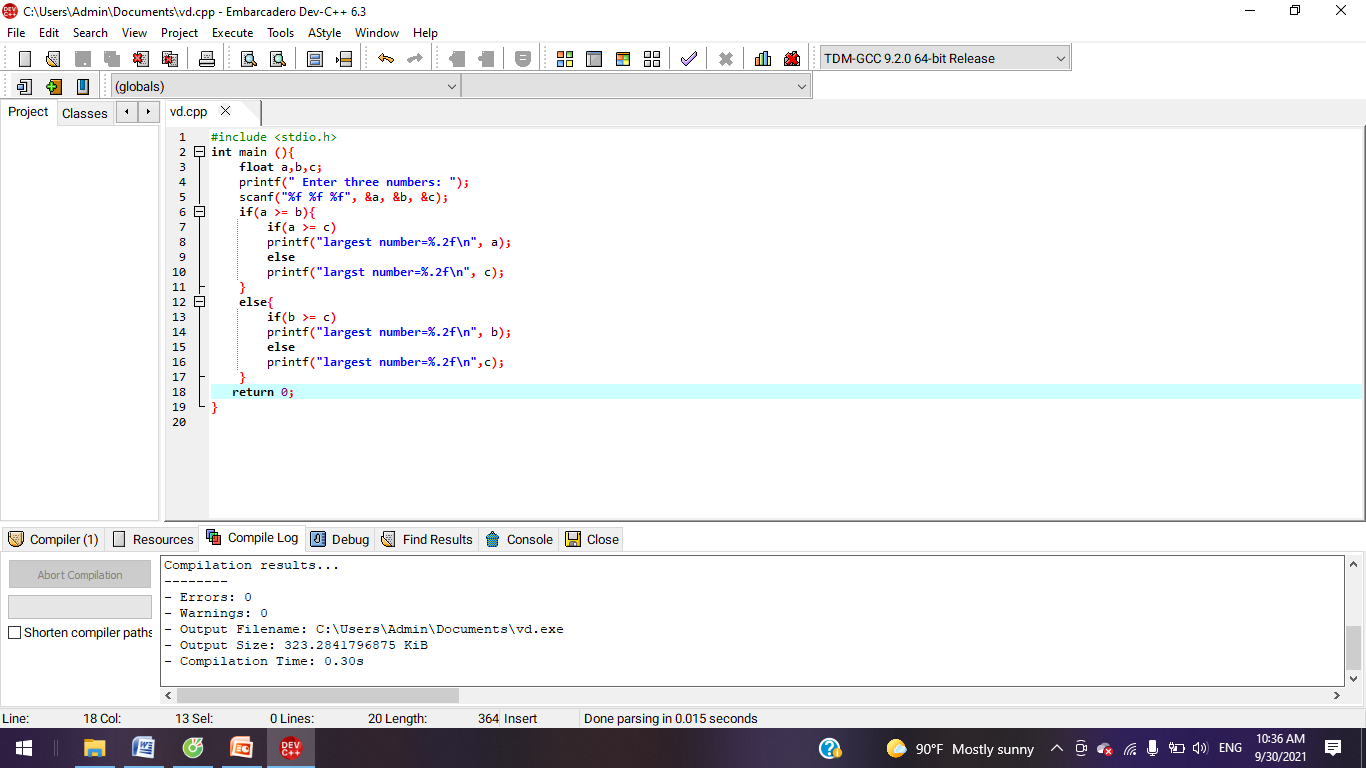 C:\Users\Admin\Documents\vd.cpp - Embarcadero Dev-C++ 6.3
File Edit Search View Project Execute Tools AStyle Window Help
TDM-GCC 9.2.0 64-bit Release
(globals)
Project Classes vd.cpp
1 #include <stdio.h>
2 int main (){
3 float a,b,c;
4 printf(" Enter three numbers: ");
5 scanf("%f %f %f", &a, &b, &c);
6 if(a >= b){
7 if(a >= c)
8 printf("largest number=%.2f\n", a);
9 else
10 printf("largst number=%.2f\n", c);
11 }
12 else{
13 if(b >= c)
14 printf("largest number=%.2f\n", b);
15 else
16 printf("largest number=%.2f\n",c);
17 }
18 return 0;
19 }
20
Compiler (1) Resources Compile Log Debug Find Results Console Close
Abort Compilation
Shorten compiler paths
Compilation results...
--------
- Errors: 0
- Warnings: 0
- Output Filename: C:\Users\Admin\Documents\vd.exe
- Output Size: 323.2841796875 KiB
- Compilation Time: 0.30s
Line: 18 Col: 13 Sel: 0 Lines: 20 Length: 364 Insert Done parsing in 0.015 seconds
DEV C++
90°F Mostly sunny
ENG
10:36 AM
9/30/2021